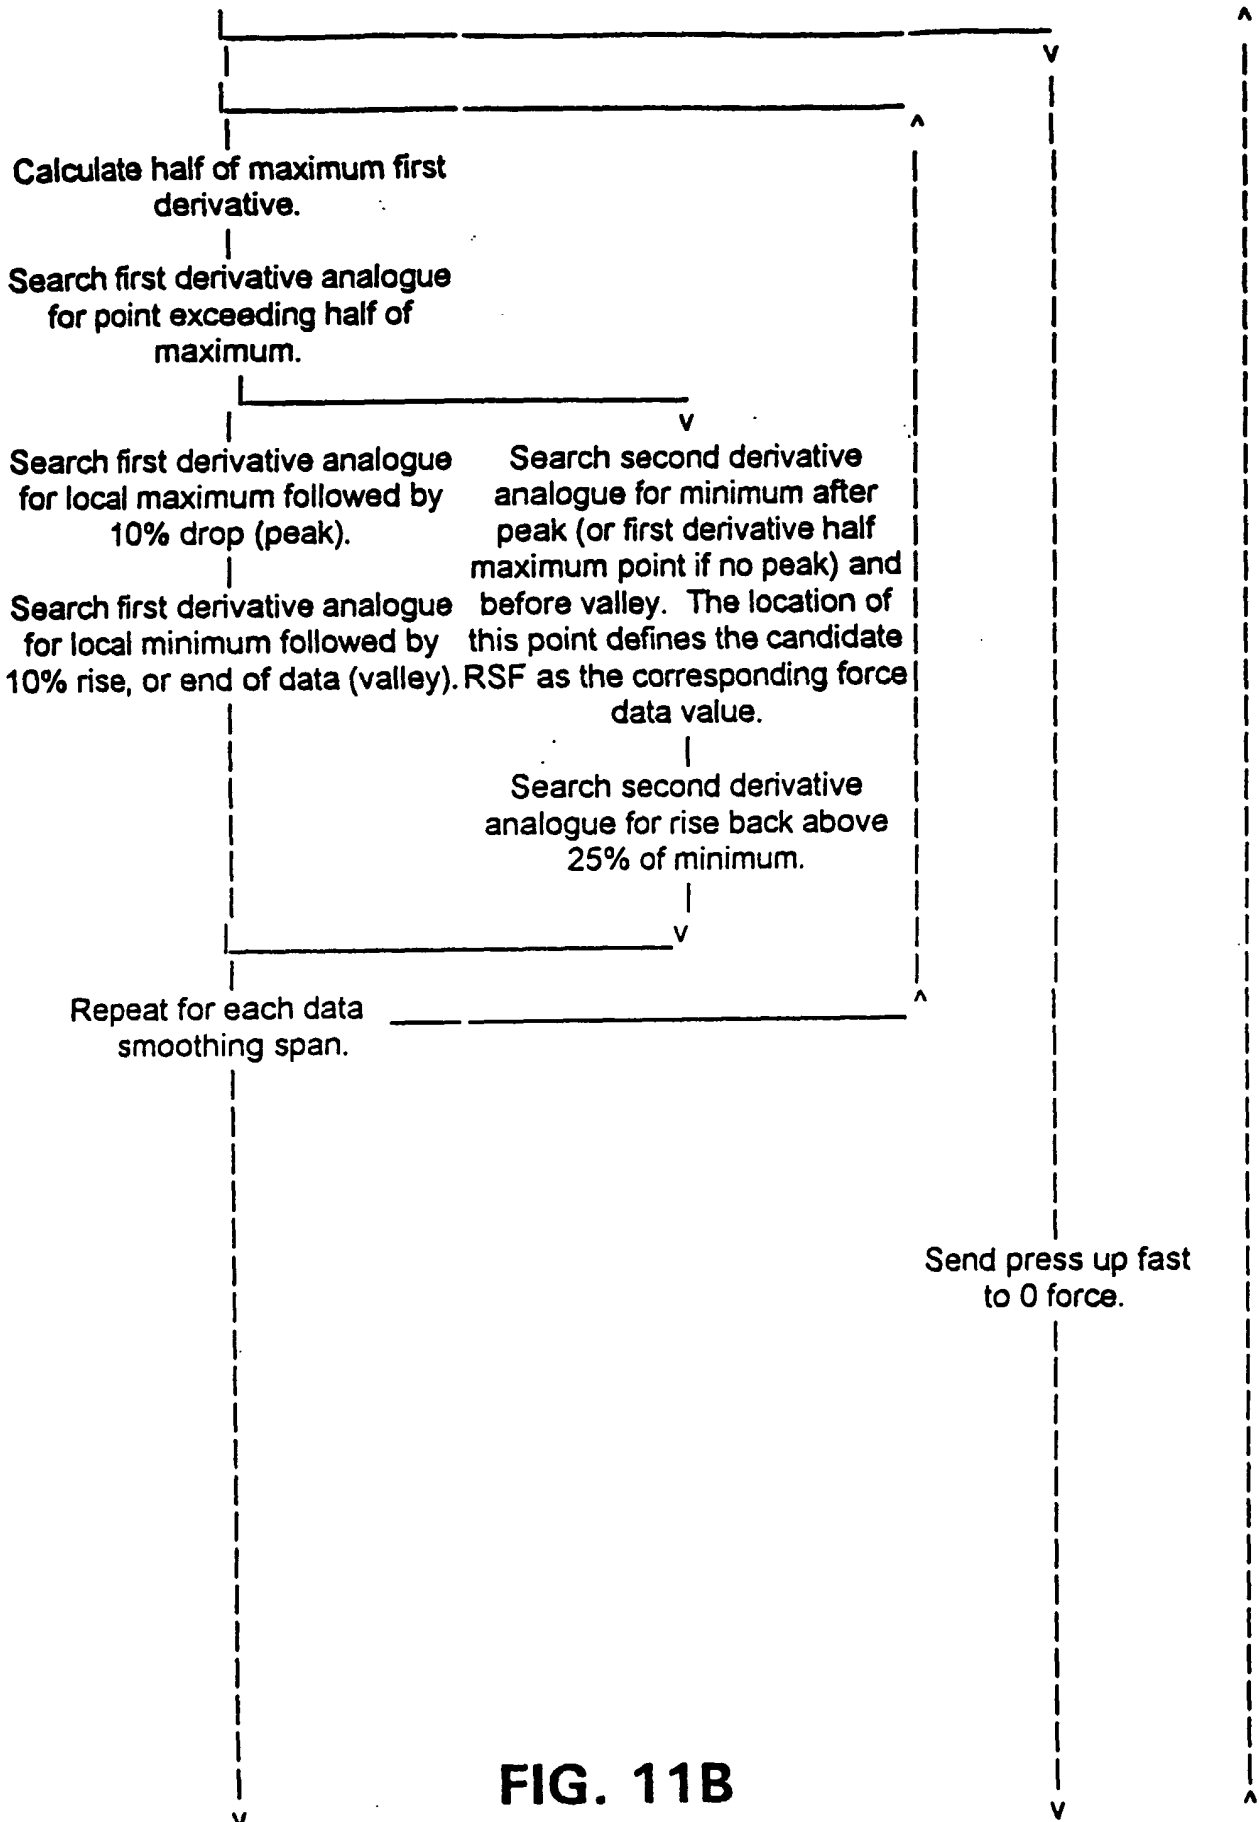 Calculate half of maximum first
derivative.
Search first derivative analogue
for point exceeding half of
maximum.
Search first derivative analogue
for local maximum followed by
10% drop (peak).
Search first derivative analogue
for local minimum followed by
10% rise, or end of data (valley).
Search second derivative
analogue for minimum after
peak (or first derivative half
maximum point if no peak) and
before valley. The location of
this point defines the candidate
RSF as the corresponding force
data value.
Search second derivative
analogue for rise back above
25% of minimum.
Repeat for each data
smoothing span.
Send press up fast
to 0 force.
FIG. 11B